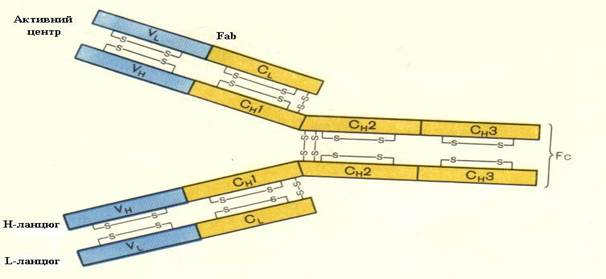 Активний
центр
Fab
VL
CL
S S
S S
VH
CH1
S
S
CH2
CH3
S S
S S
S S
S S
Fc
S S
S S
CH2
CH3
CH1
VH
S
S
S S
S S
H-ланцюг
CL
VL
L-ланцюг